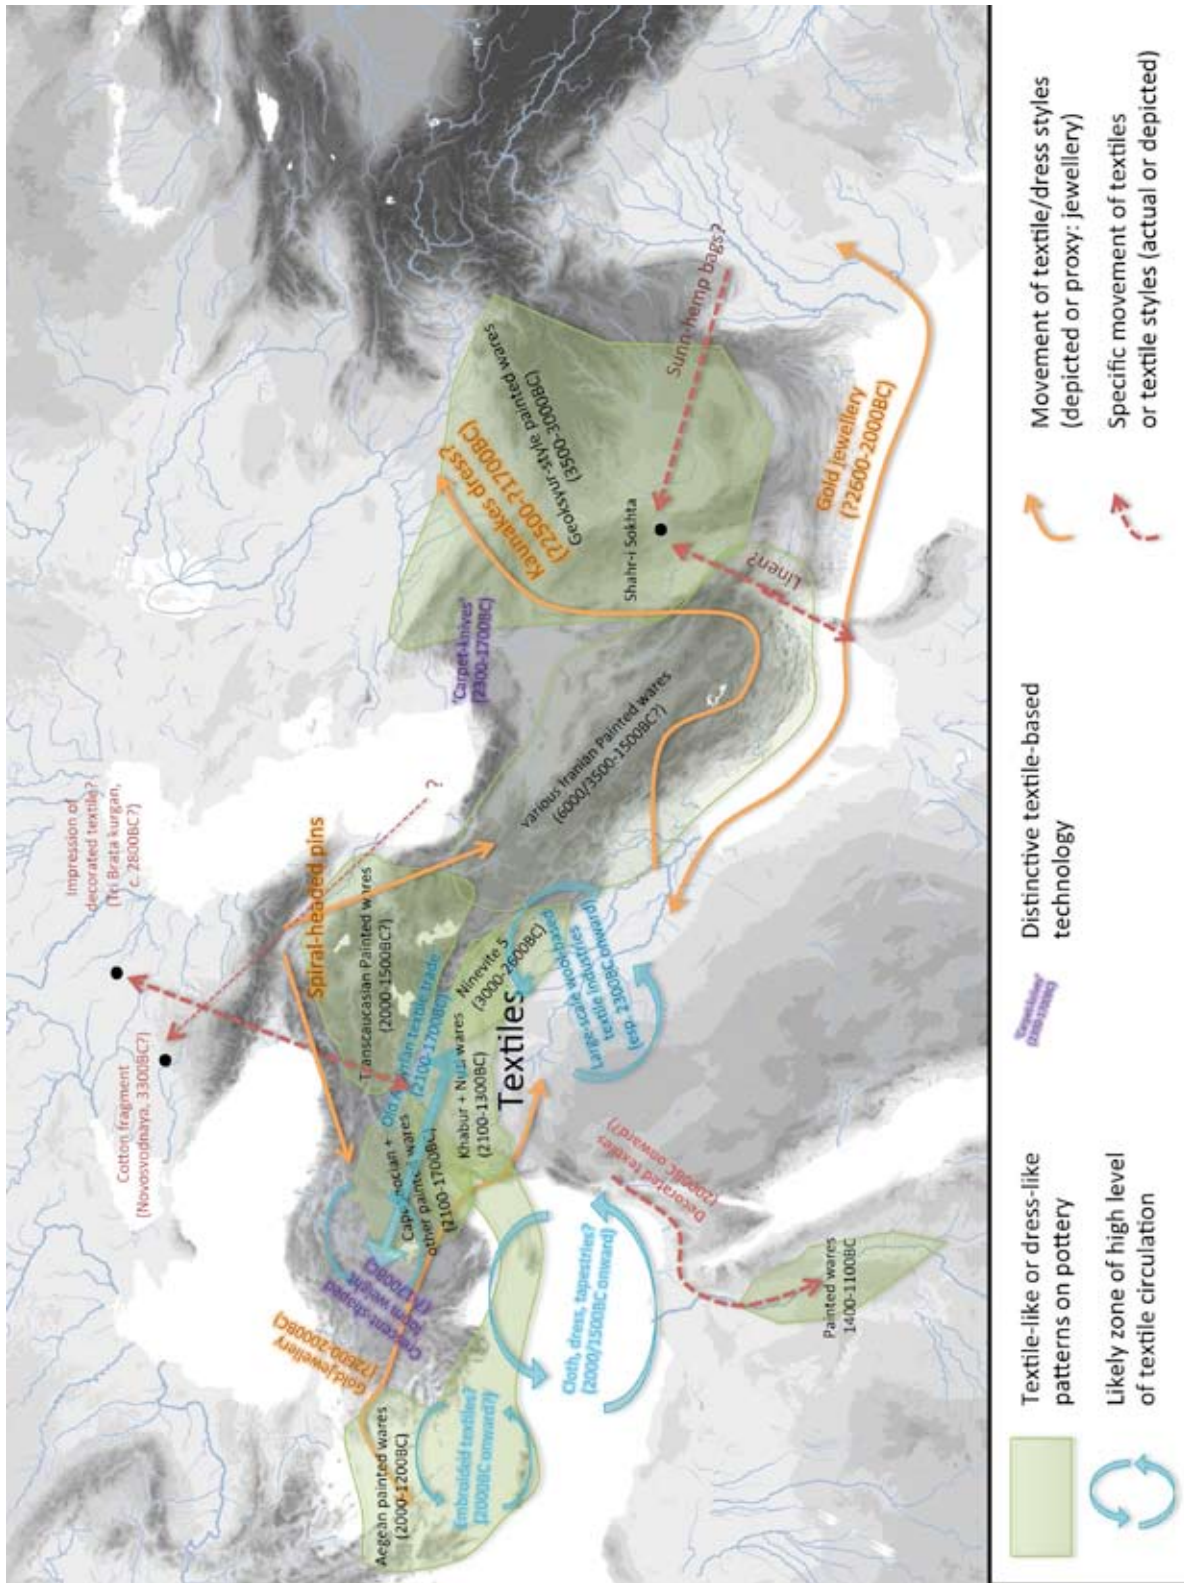 Impression of
decorated textile?
(Tri Brata kurgan,
c. 2800BC?)
Cotton fragment
(Novosvodnaya, 3300BC?)
Spiral-headed pins
?
Transcaucasian Painted wares
(2000-1500BC?)
'Carpet-knives'
(2300-1700BC)
Kaunakes dress?
(?2500-?1700BC)
Geoksyur-style painted wares
(3500-3000BC)
Sunn-hemp bags?
Shahr-i Sokhta
Linen?
Gold jewellery
(?2600-2000BC)
various Iranian Painted wares
(6000/3500-1500BC?)
Ninevite 5
(3000-2600BC)
Large-scale wool-based
textile industries
(esp. 2300BC onward)
textile trade
(2100-1700BC)
Khabur + Nuzi wares
(2100-1300BC)
Textiles
other painted wares
(2100-1700BC)
Crescent-shaped
loom weight
Gold jewellery
(?2500-2000BC)
Aegean painted wares
(2000-1200BC)
Embroided textiles?
(2000BC onward?)
Cloth, dress, tapestries?
(2000/1500BC onward)
Decorated textiles
(2000BC onward?)
Painted wares
1400-1100BC
Textile-like or dress-like
patterns on pottery
Likely zone of high level
of textile circulation
Distinctive textile-based
technology
Movement of textile/dress styles
(depicted or proxy: jewellery)
Specific movement of textiles
or textile styles (actual or depicted)